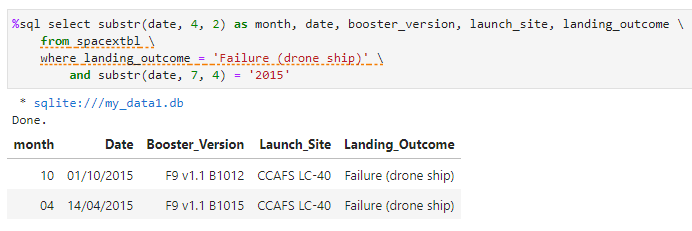 %sql select substr(date, 4, 2) as month, date, booster_version, launch_site, landing_outcome \
from spacextbl \
where landing_outcome = 'Failure (drone ship)' \
and substr(date, 7, 4) = '2015'
* sqlite:///my_data1.db
Done.
month Date Booster_Version Launch_Site Landing_Outcome
10 01/10/2015 F9 v1.1 B1012 CCAFS LC-40 Failure (drone ship)
04 14/04/2015 F9 v1.1 B1015 CCAFS LC-40 Failure (drone ship)